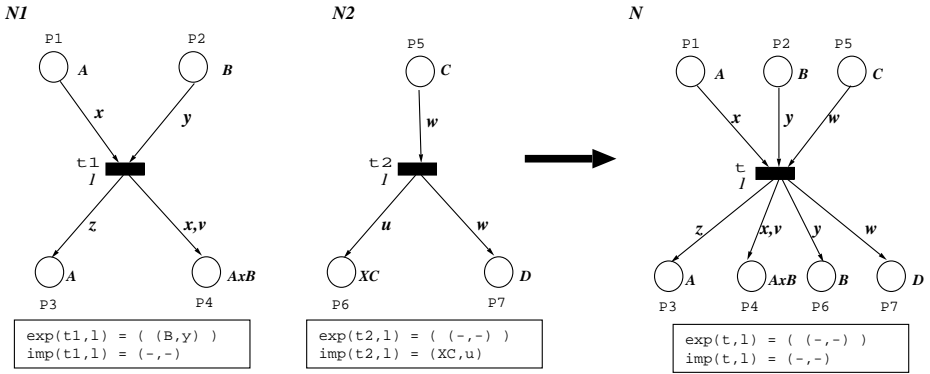 N1
N2
N
P1
P2
A
B
x
y
t1
l
z
x,v
A
AxB
P3
P4
exp(t1,l) = ( (B,y) )
imp(t1,l) = (-,-)
P5
C
w
t2
l
u
w
XC
D
P6
P7
exp(t2,l) = ( (-,-) )
imp(t2,l) = (XC,u)
P1
P2
P5
A
B
C
x
y
w
t
l
z
x,v
y
w
A
AxB
B
D
P3
P4
P6
P7
exp(t,l) = ( (-,-) )
imp(t,l) = (-,-)